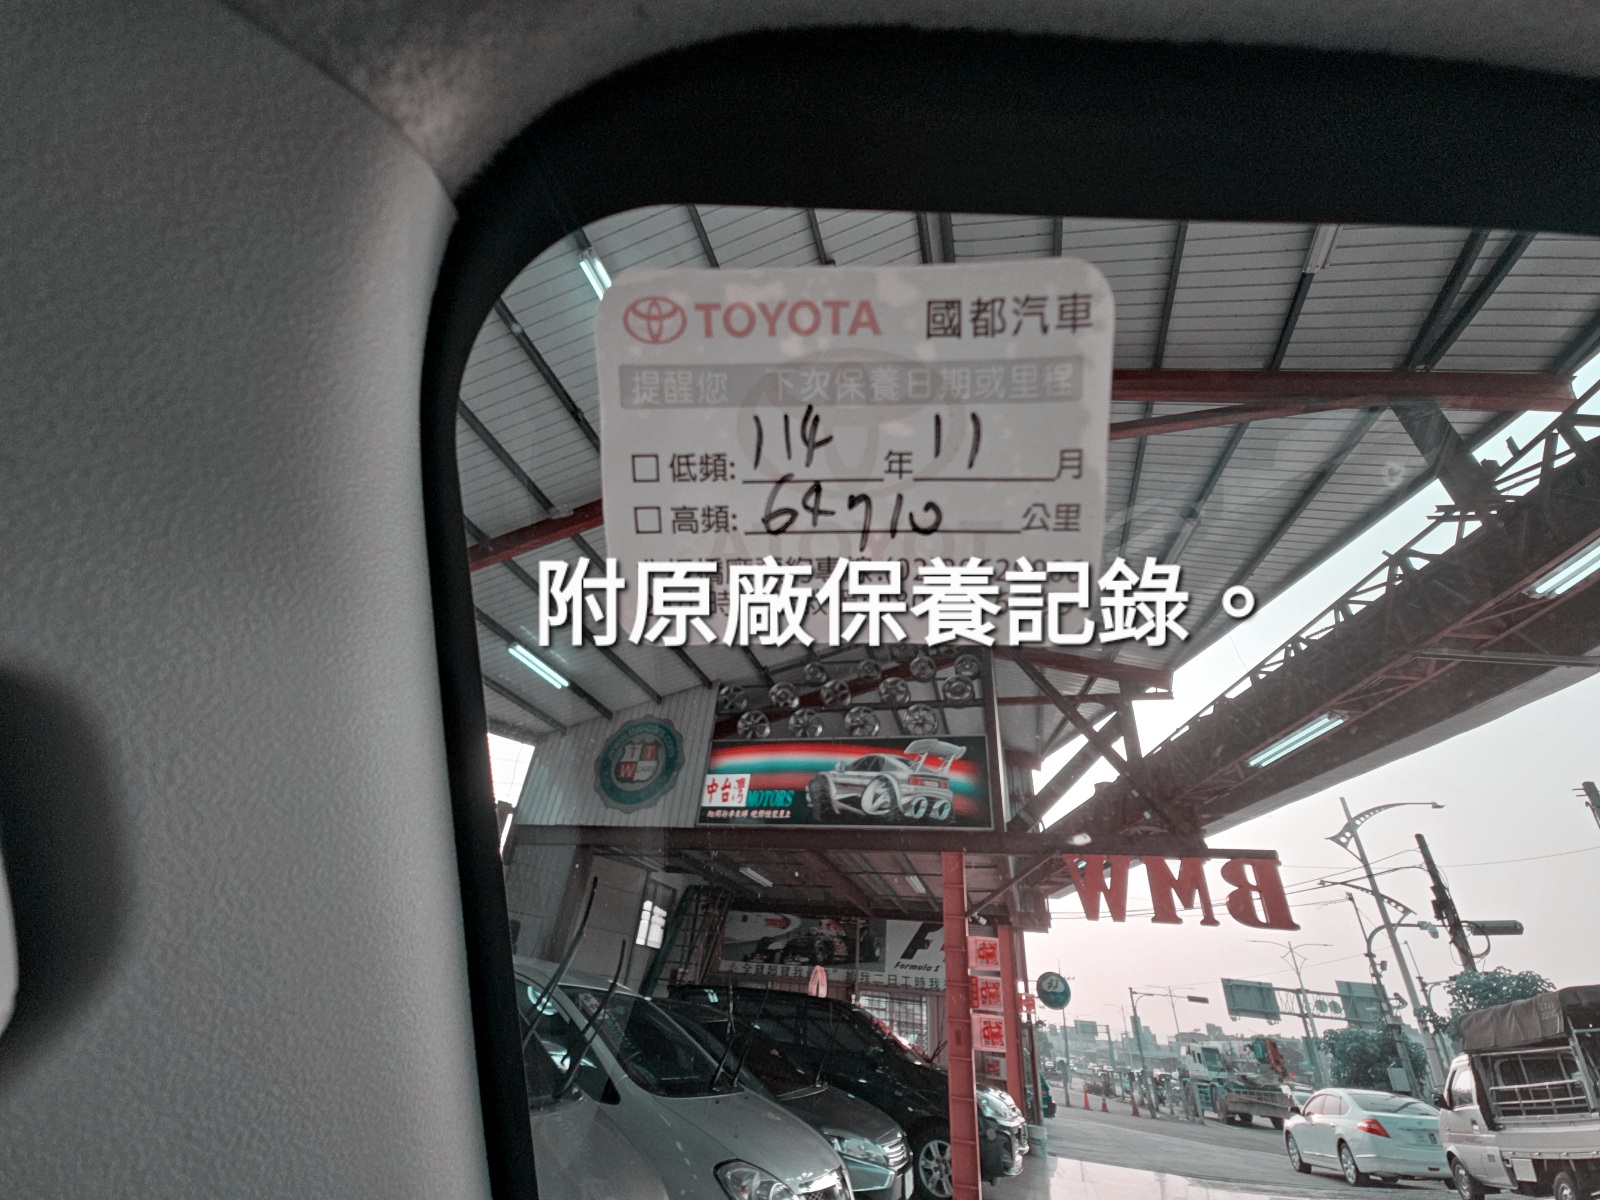 TOYOTA 國都汽車
提醒您 下次保養日期或里程
□ 低頻: 114 年 11 月
□ 高頻: 64710 公里
附原廠保養記錄。
中台灣 MOTORS
BMW
Formula 1